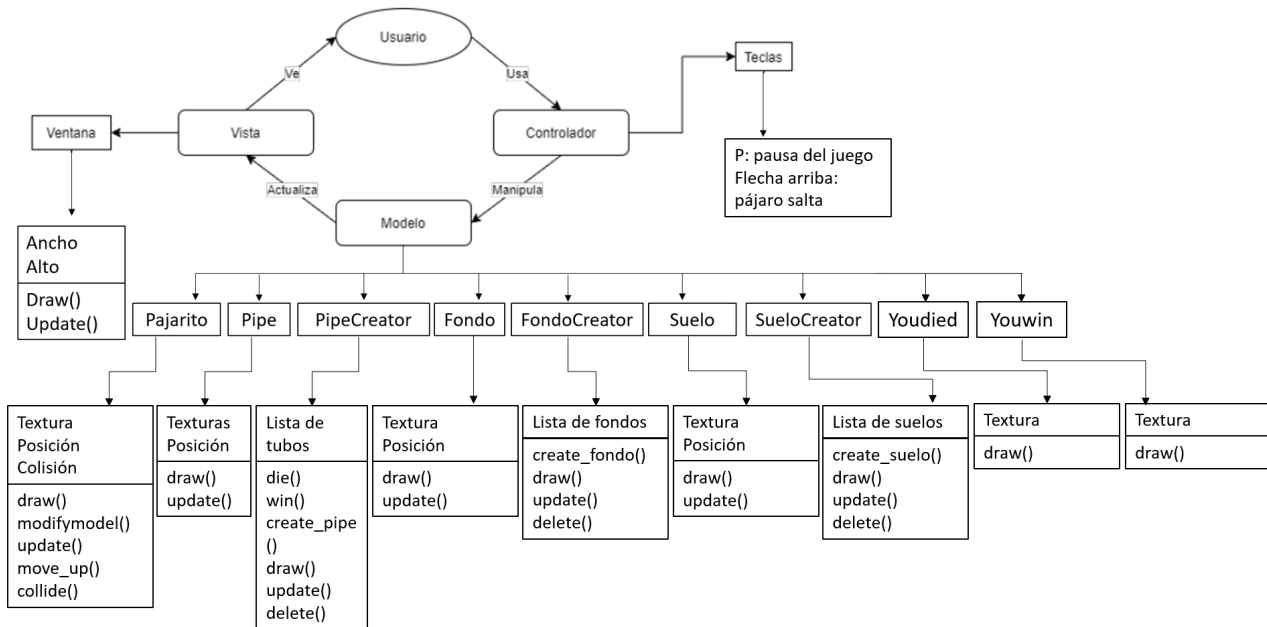 Usuario
Teclas
Ve
Usa
Ventana
Vista
Controlador
P: pausa del juego
Flecha arriba:
pájaro salta
Actualiza
Manipula
Modelo
Ancho
Alto
Draw()
Update()
Pajarito
Pipe
PipeCreator
Fondo
FondoCreator
Suelo
SueloCreator
Youdied
Youwin
Textura
Posición
Colisión
draw()
modifymodel()
update()
move_up()
collide()
Texturas
Posición
draw()
update()
Lista de
tubos
die()
win()
create_pipe
()
draw()
update()
delete()
Textura
Posición
draw()
update()
Lista de fondos
create_fondo()
draw()
update()
delete()
Textura
Posición
draw()
update()
Lista de suelos
create_suelo()
draw()
update()
delete()
Textura
draw()
Textura
draw()